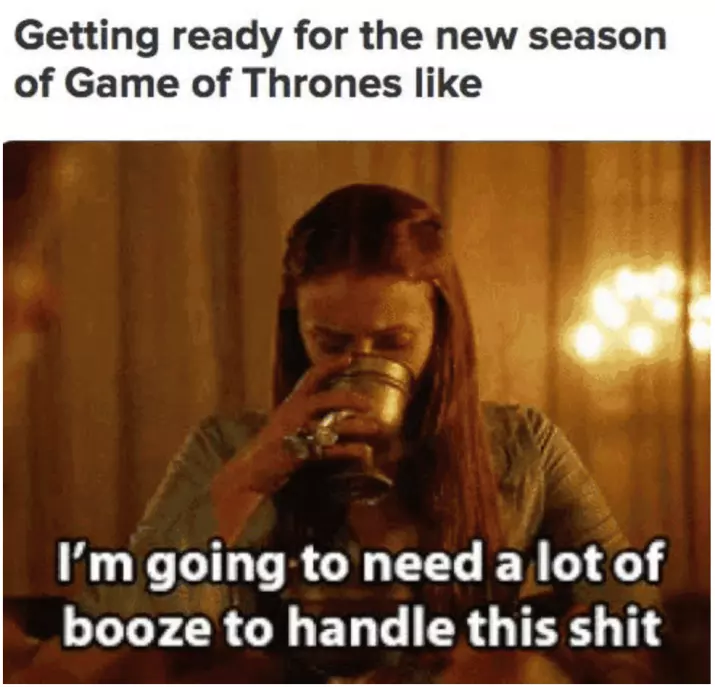 Getting ready for the new season
of Game of Thrones like
I'm going to need a lot of
booze to handle this shit